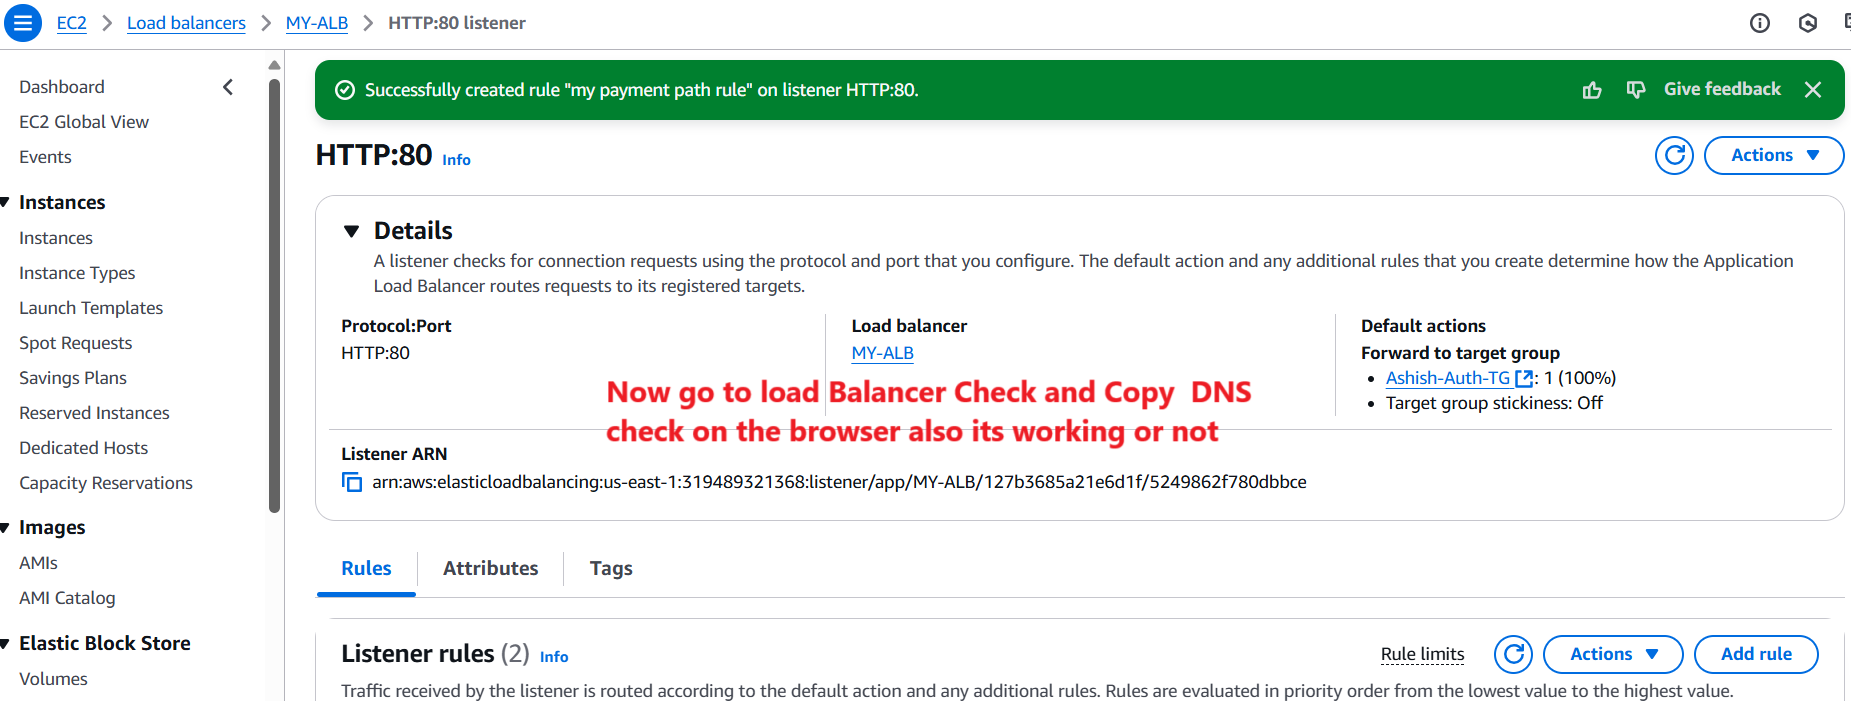 EC2 > Load balancers > MY-ALB > HTTP:80 listener
Dashboard
EC2 Global View
Events
Instances
Instances
Instance Types
Launch Templates
Spot Requests
Savings Plans
Reserved Instances
Dedicated Hosts
Capacity Reservations
Images
AMIs
AMI Catalog
Elastic Block Store
Volumes
Successfully created rule "my payment path rule" on listener HTTP:80.
Give feedback
HTTP:80 Info
Actions
Details
A listener checks for connection requests using the protocol and port that you configure. The default action and any additional rules that you create determine how the Application
Load Balancer routes requests to its registered targets.
Protocol:Port
HTTP:80
Load balancer
MY-ALB
Default actions
Forward to target group
• Ashish-Auth-TG : 1 (100%)
• Target group stickiness: Off
Now go to load Balancer Check and Copy DNS
check on the browser also its working or not
Listener ARN
arn:aws:elasticloadbalancing:us-east-1:319489321368:listener/app/MY-ALB/127b3685a21e6d1f/5249862f780dbbce
Rules
Attributes
Tags
Listener rules (2) Info
Rule limits
Actions
Add rule
Traffic received by the listener is routed according to the default action and any additional rules. Rules are evaluated in priority order from the lowest value to the highest value.